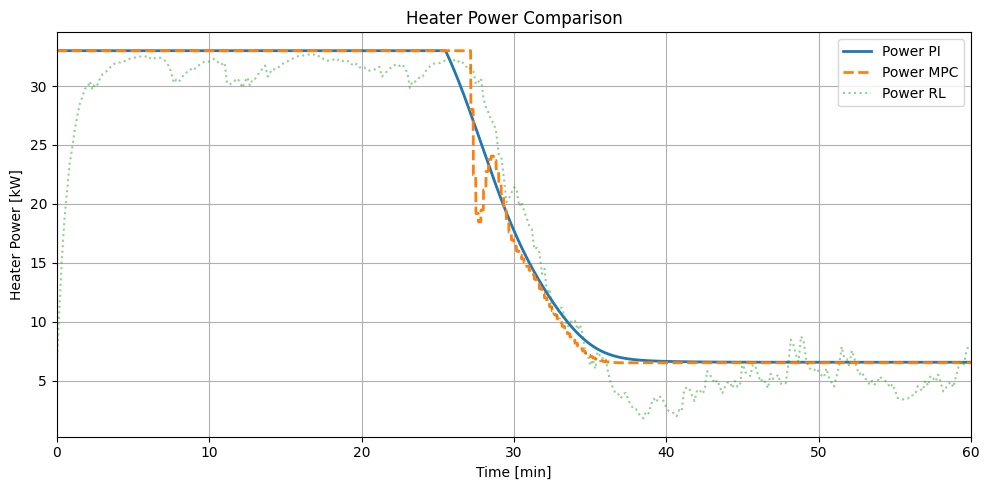 Heater Power Comparison
Heater Power [kW]
30
25
20
15
10
5
Power PI
Power MPC
Power RL
0 10 20 30 40 50 60
Time [min]